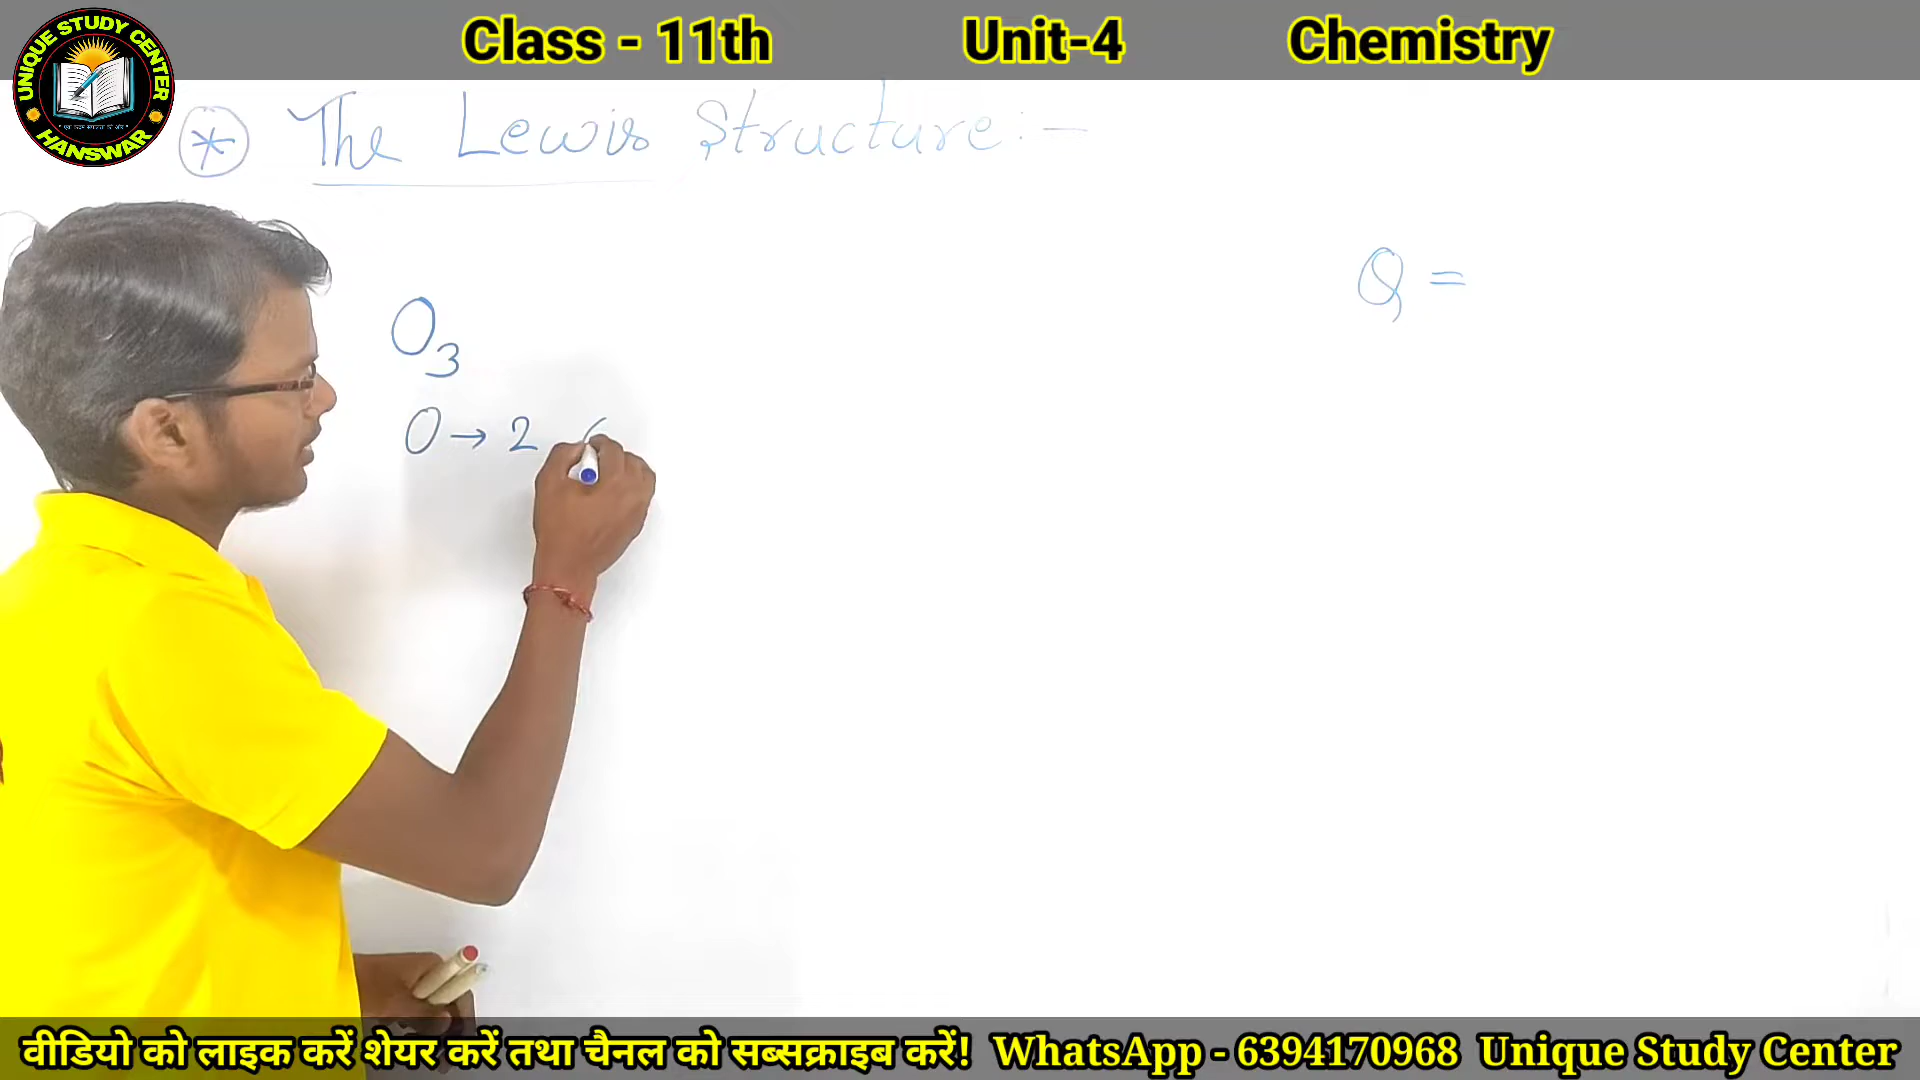 Class - 11th Unit-4 Chemistry
UNIQUE STUDY CENTER
HANSWAR
* The Lewis Structure:-
Q =
O3
O → 2
वीडियो को लाइक करें शेयर करें तथा चैनल को सब्सक्राइब करें! WhatsApp - 6394170968 Unique Study Center